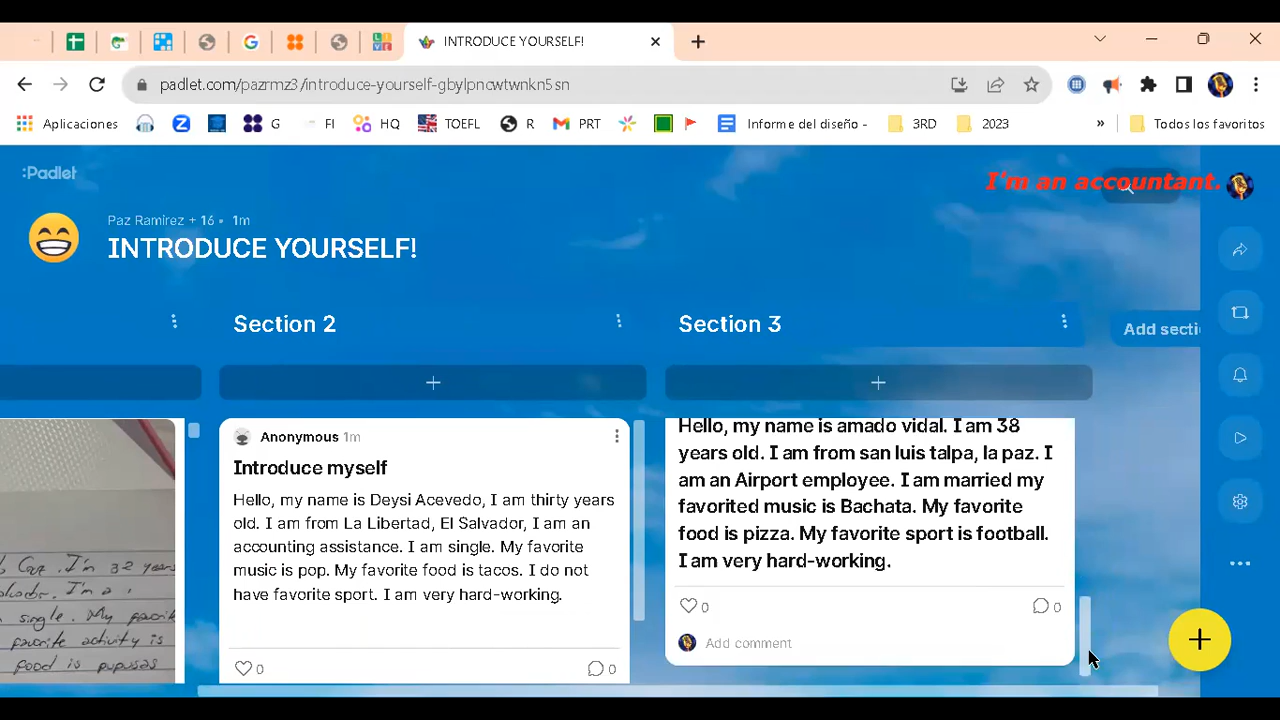 INTRODUCE YOURSELF!
padlet.com/pazrmz3/introduce-yourself-gbylpncwtwnkn5sn
Aplicaciones G FI HQ TOEFL R PRT Informe del diseño - 3RD 2023 » Todos los favoritos
:Padlet
I'm an accountant.
Paz Ramirez + 16 • 1m
INTRODUCE YOURSELF!
Section 2
Section 3
Add secti
Anonymous 1m
Introduce myself
Hello, my name is Deysi Acevedo, I am thirty years
old. I am from La Libertad, El Salvador, I am an
accounting assistance. I am single. My favorite
music is pop. My favorite food is tacos. I do not
have favorite sport. I am very hard-working.
0
0
Hello, my name is amado vidal. I am 38
years old. I am from san luis talpa, la paz. I
am an Airport employee. I am married my
favorited music is Bachata. My favorite
food is pizza. My favorite sport is football.
I am very hard-working.
0
0
Add comment
I'm 32 years
I'm a
single. My favorite
favorite activity is
food is pupusas